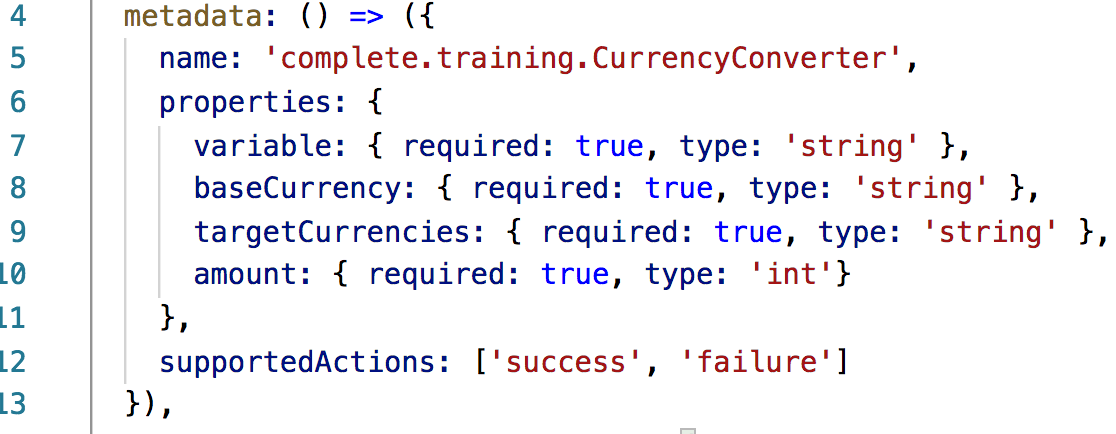 4 metadata: () => ({
5 name: 'complete.training.CurrencyConverter',
6 properties: {
7 variable: { required: true, type: 'string' },
8 baseCurrency: { required: true, type: 'string' },
9 targetCurrencies: { required: true, type: 'string' },
10 amount: { required: true, type: 'int'}
11 },
12 supportedActions: ['success', 'failure']
13 }),